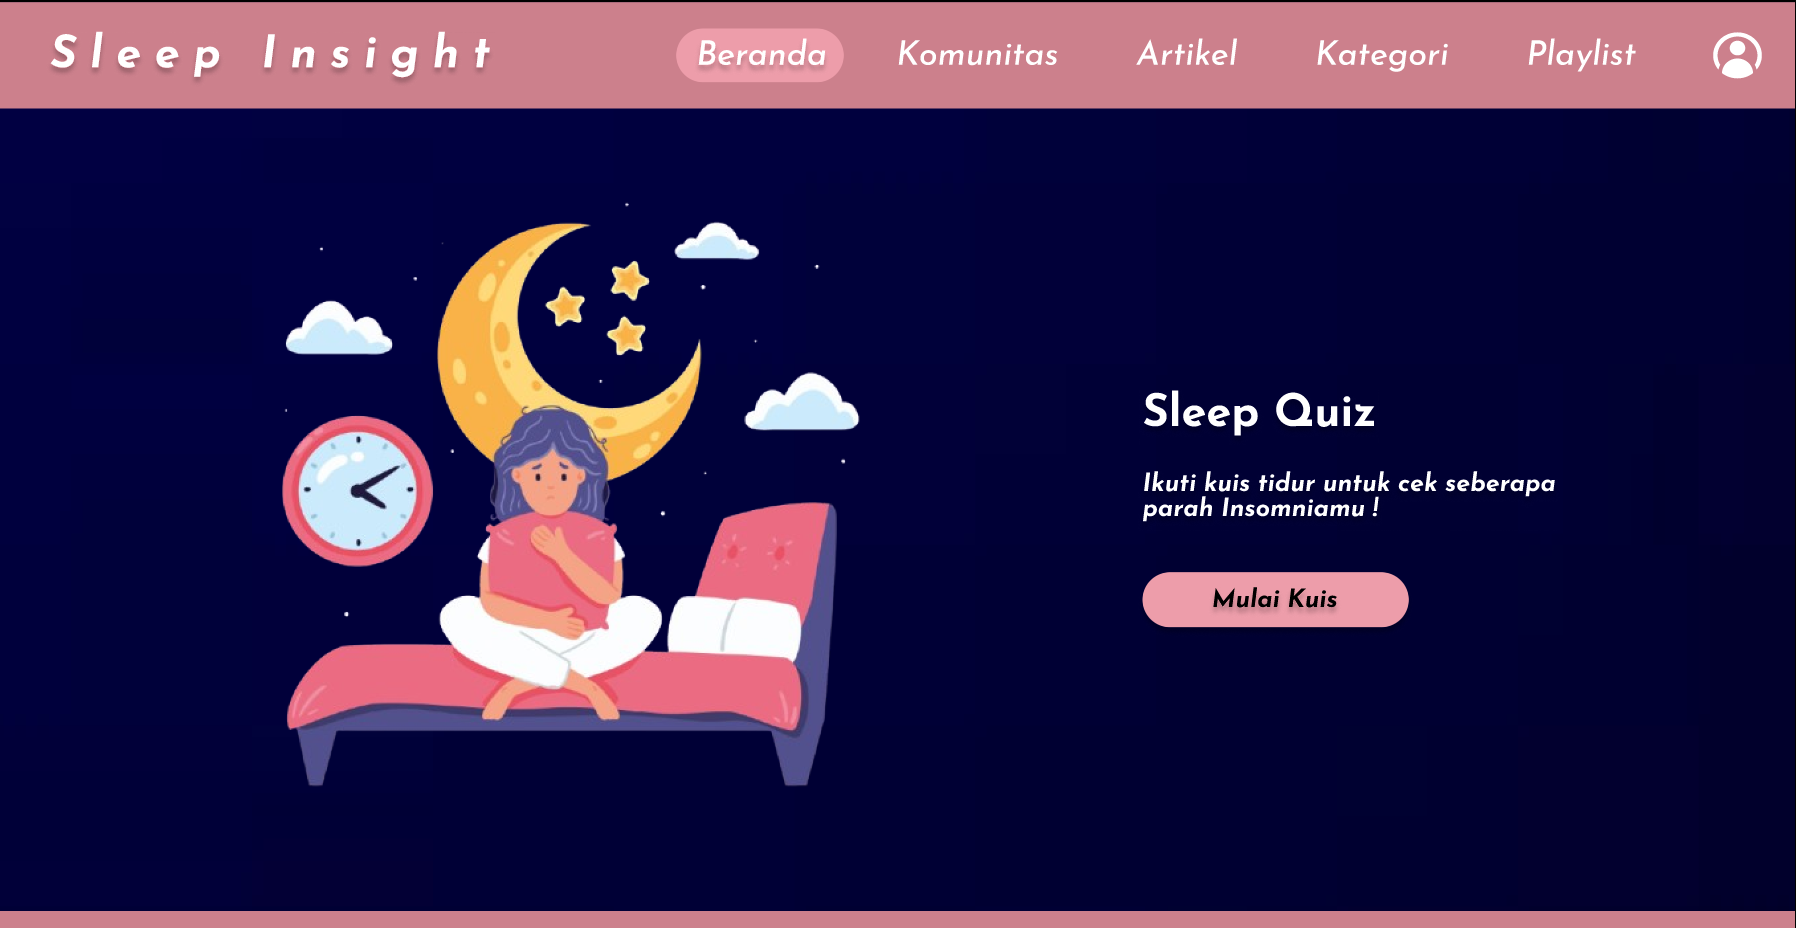 Sleep Insight
Beranda
Komunitas
Artikel
Kategori
Playlist
Sleep Quiz
Ikuti kuis tidur untuk cek seberapa
parah Insomniamu !
Mulai Kuis